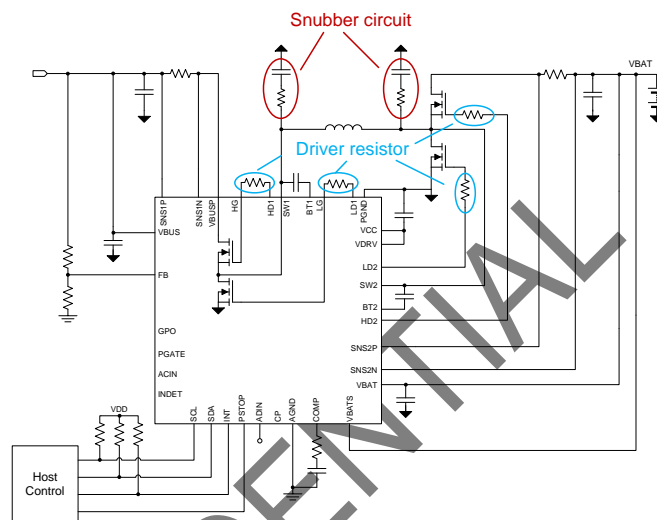 Snubber circuit
VBAT
Driver resistor
SNS1P
SNS1N
VBUSP
HG
HD1
SW1
BT1
LG
LD1
PGND
VBUS
VCC
VDRV
FB
LD2
SW2
BT2
HD2
GPO
SNS2P
PGATE
SNS2N
ACIN
VBAT
INDET
VDD
SCL
SDA
INT
PSTOP
ADIN
CP
AGND
COMP
VBATS
Host
Control
ENTIAL